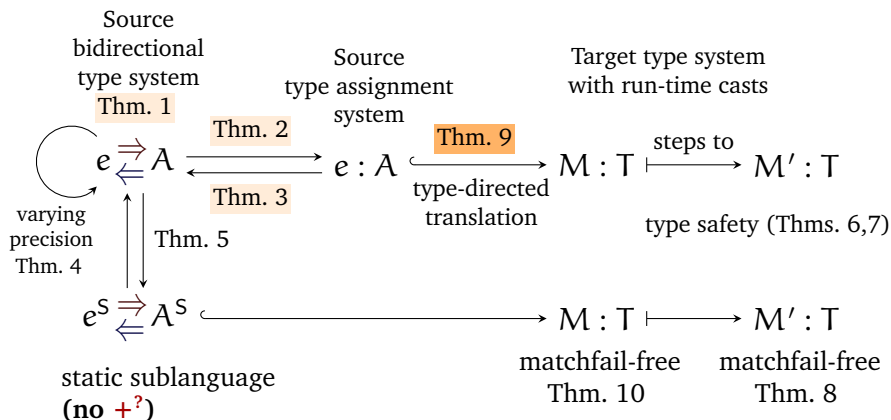 Source
bidirectional
type system
Thm. 1
Source
type assignment
system
Target type system
with run-time casts
e ⇒ ⇐ A
Thm. 2
Thm. 3
e : A
Thm. 9
type-directed
translation
M : T
steps to
M′ : T
varying
precision
Thm. 4
Thm. 5
type safety (Thms. 6,7)
eˢ ⇒ ⇐ Aˢ
M : T
M′ : T
matchfail-free
Thm. 10
matchfail-free
Thm. 8
static sublanguage
(no +?)